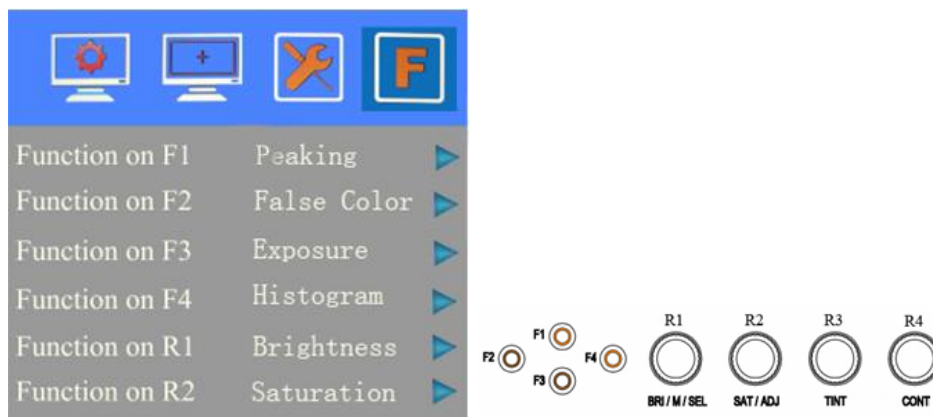 F
Function on F1 Peaking
Function on F2 False Color
Function on F3 Exposure
Function on F4 Histogram
Function on R1 Brightness
Function on R2 Saturation
F1
F2
F4
F3
R1 R2 R3 R4
BRI / M / SEL SAT / ADJ TINT CONT